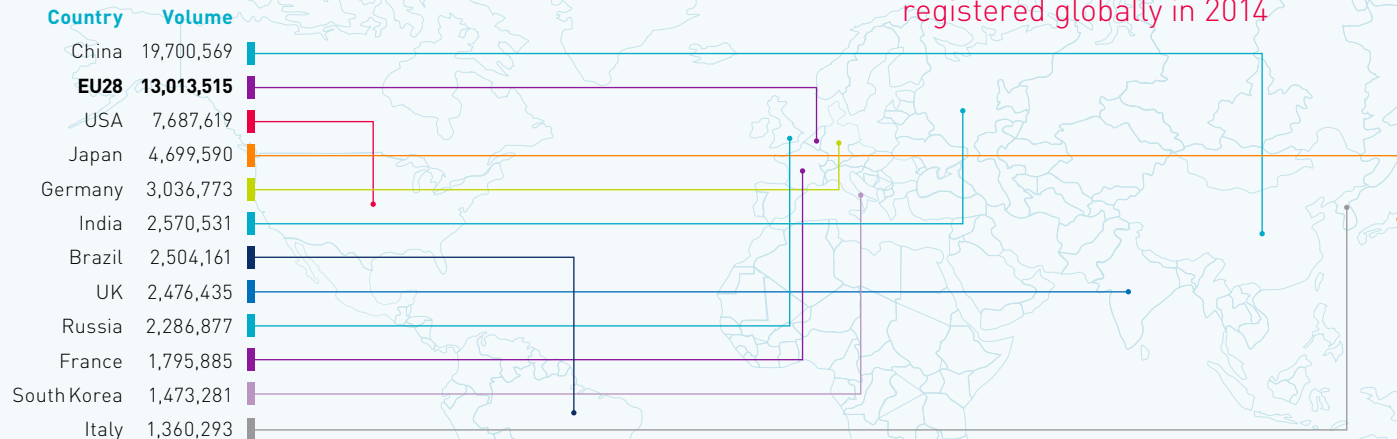 registered globally in 2014
Country Volume
China 19,700,569
EU28 13,013,515
USA 7,687,619
Japan 4,699,590
Germany 3,036,773
India 2,570,531
Brazil 2,504,161
UK 2,476,435
Russia 2,286,877
France 1,795,885
South Korea 1,473,281
Italy 1,360,293